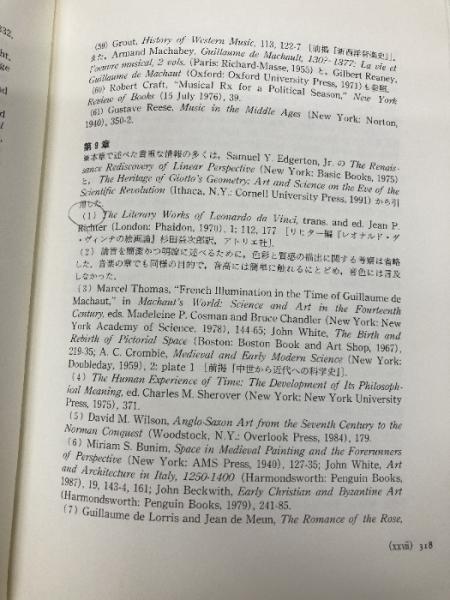 332,
ht.
ge
d
(59) Grout, History of Western Music, 113, 122-7 [前掲『新西洋音楽史』].
また, Armand Machabey, Guillaume de Machault, 130?-1377: La vie et
l'oeuvre musical, 2 vols. (Paris: Richard-Masse, 1955) と, Gilbert Reaney,
Guillaume de Machaut (Oxford: Oxford University Press, 1971) も参照.
(60) Robert Craft, "Musical Rx for a Political Season," New York
Review of Books (15 July 1976), 39.
(61) Gustave Reese, Music in the Middle Ages (New York: Norton,
1940), 350-2.
第9章
※本章で述べた貴重な情報の多くは, Samuel Y. Edgerton, Jr. の The Renais-
sance Rediscovery of Linear Perspective (New York: Basic Books, 1975)
と, The Heritage of Giotto's Geometry: Art and Science on the Eve of the
Scientific Revolution (Ithaca, N.Y.: Cornell University Press, 1991) から引
用した.
(1) The Literary Works of Leonardo da Vinci, trans. and ed. Jean P.
Richter (London: Phaidon, 1970), 1: 112, 177 [リヒター編『レオナルド・ダ
・ヴィンチの絵画論』杉田益次郎訳, アトリエ社].
(2) 論旨を簡潔かつ明瞭に述べるために, 色彩と質感の描出に関する考察は省略
した. 音楽の章でも同様の目的で, 音高には簡単に触れるにとどめ, 音色には言及
しなかった.
(3) Marcel Thomas, "French Illumination in the Time of Guillaume de
Machaut," in Machaut's World: Science and Art in the Fourteenth
Century, eds. Madeleine P. Cosman and Bruce Chandler (New York: New
York Academy of Science, 1978), 144-65; John White, The Birth and
Rebirth of Pictorial Space (Boston: Boston Book and Art Shop, 1967),
219-35; A. C. Crombie, Medieval and Early Modern Science (New York:
Doubleday, 1959), 2: plate 1 [前掲『中世から近代への科学史』].
(4) The Human Experience of Time: The Development of Its Philosoph-
ical Meaning, ed. Charles M. Sherover (New York: New York University
Press, 1975), 371.
(5) David M. Wilson, Anglo-Saxon Art from the Seventh Century to the
Norman Conquest (Woodstock, N.Y.: Overlook Press, 1984), 179.
(6) Miriam S. Bunim, Space in Medieval Painting and the Forerunners
of Perspective (New York: AMS Press, 1940), 127-35; John White, Art
and Architecture in Italy, 1250-1400 (Harmondsworth: Penguin Books,
1987), 19, 143-4, 161; John Beckwith, Early Christian and Byzantine Art
(Harmondsworth: Penguin Books, 1979), 241-85.
(7) Guillaume de Lorris and Jean de Meun, The Romance of the Rose,
(xxvii) 318